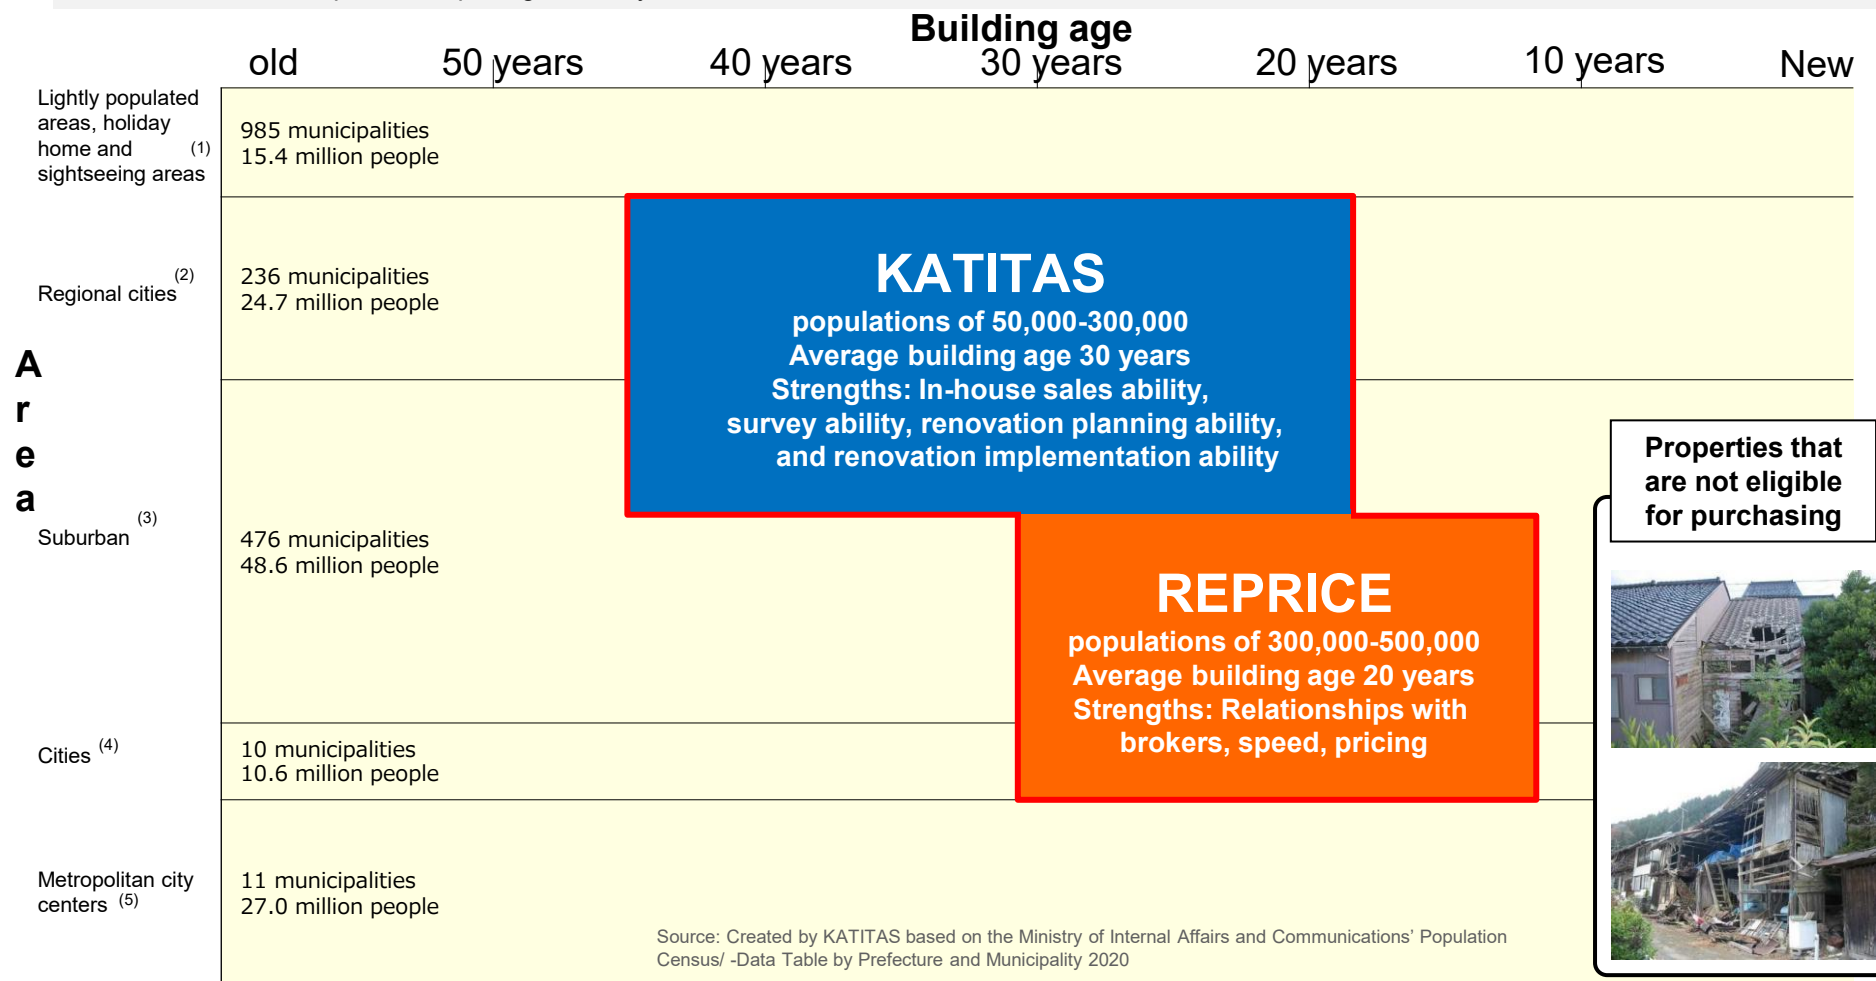 Building age
old
50 years
40 years
30 years
20 years
10 years
New
Area
Lightly populated
areas, holiday
home and (1)
sightseeing areas
985 municipalities
15.4 million people
Regional cities (2)
236 municipalities
24.7 million people
KATITAS
populations of 50,000-300,000
Average building age 30 years
Strengths: In-house sales ability,
survey ability, renovation planning ability,
and renovation implementation ability
Suburban (3)
476 municipalities
48.6 million people
REPRICE
populations of 300,000-500,000
Average building age 20 years
Strengths: Relationships with
brokers, speed, pricing
Properties that
are not eligible
for purchasing
Cities (4)
10 municipalities
10.6 million people
Metropolitan city
centers (5)
11 municipalities
27.0 million people
Source: Created by KATITAS based on the Ministry of Internal Affairs and Communications’ Population
Census/ -Data Table by Prefecture and Municipality 2020